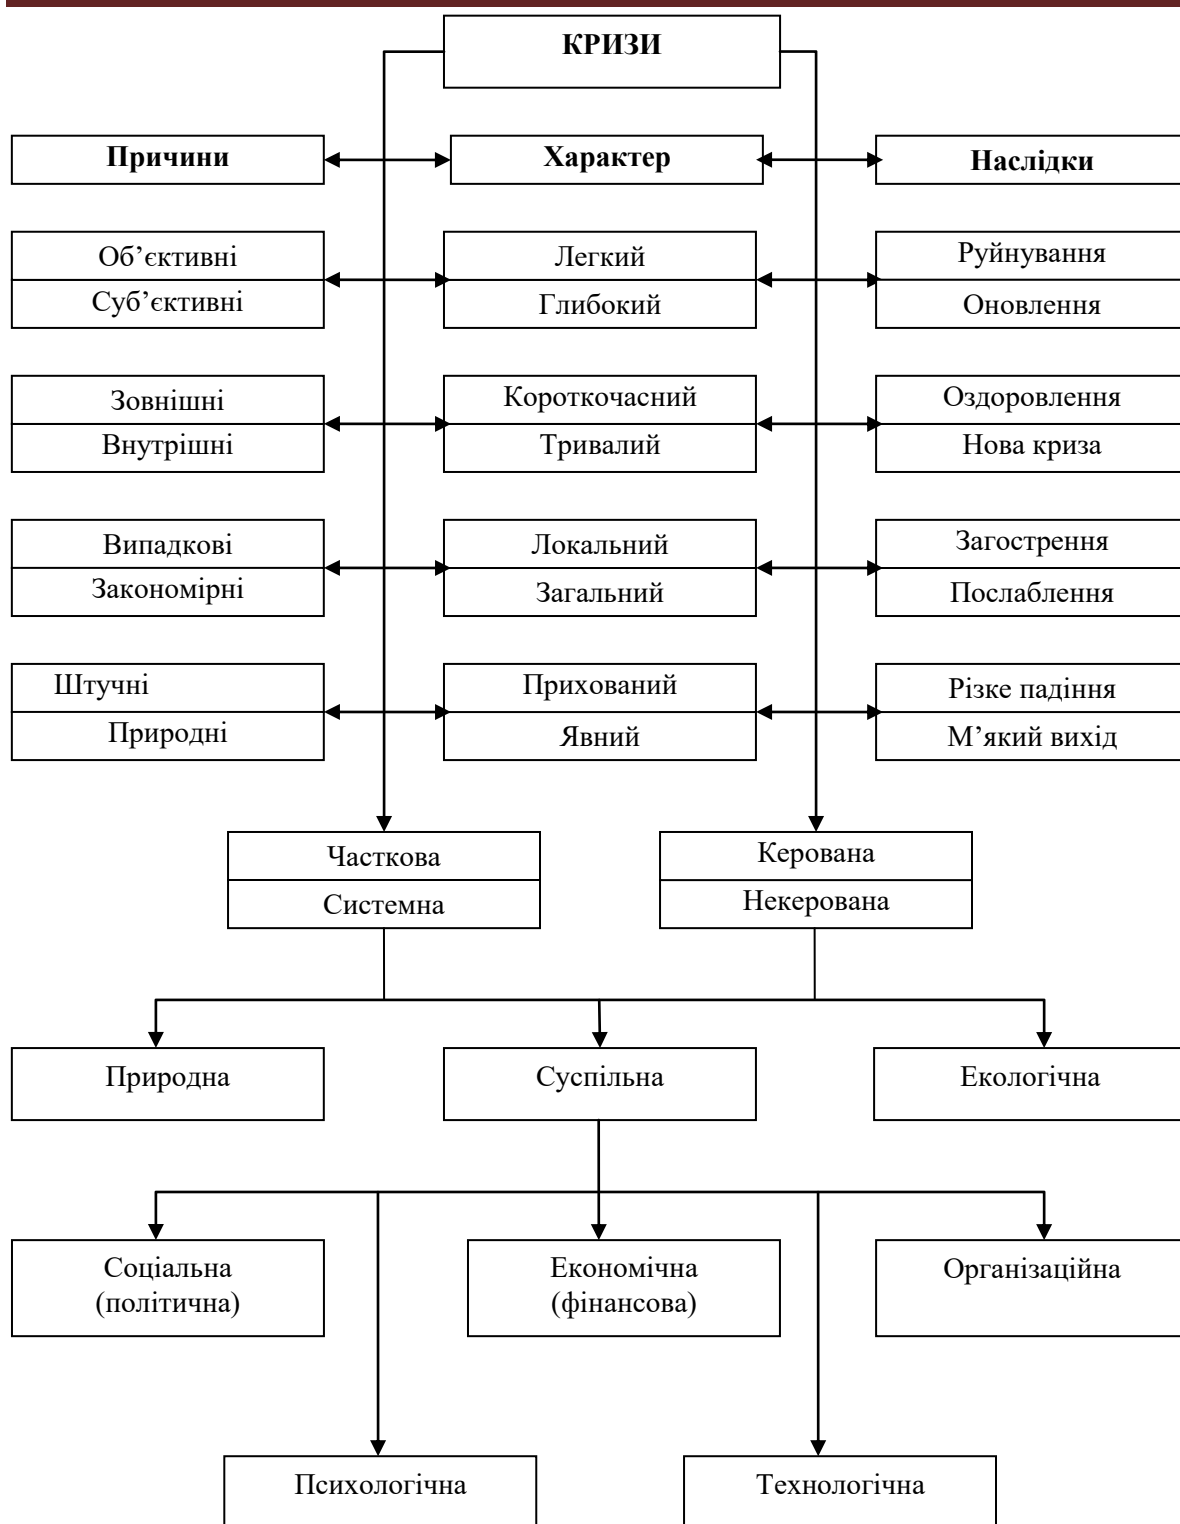 КРИЗИ
Причини
Характер
Наслідки
Об’єктивні
Легкий
Руйнування
Суб’єктивні
Глибокий
Оновлення
Зовнішні
Короткочасний
Оздоровлення
Внутрішні
Тривалий
Нова криза
Випадкові
Локальний
Загострення
Закономірні
Загальний
Послаблення
Штучні
Прихований
Різке падіння
Природні
Явний
М’який вихід
Часткова
Керована
Системна
Некерована
Природна
Суспільна
Екологічна
Соціальна
(політична)
Економічна
(фінансова)
Організаційна
Психологічна
Технологічна